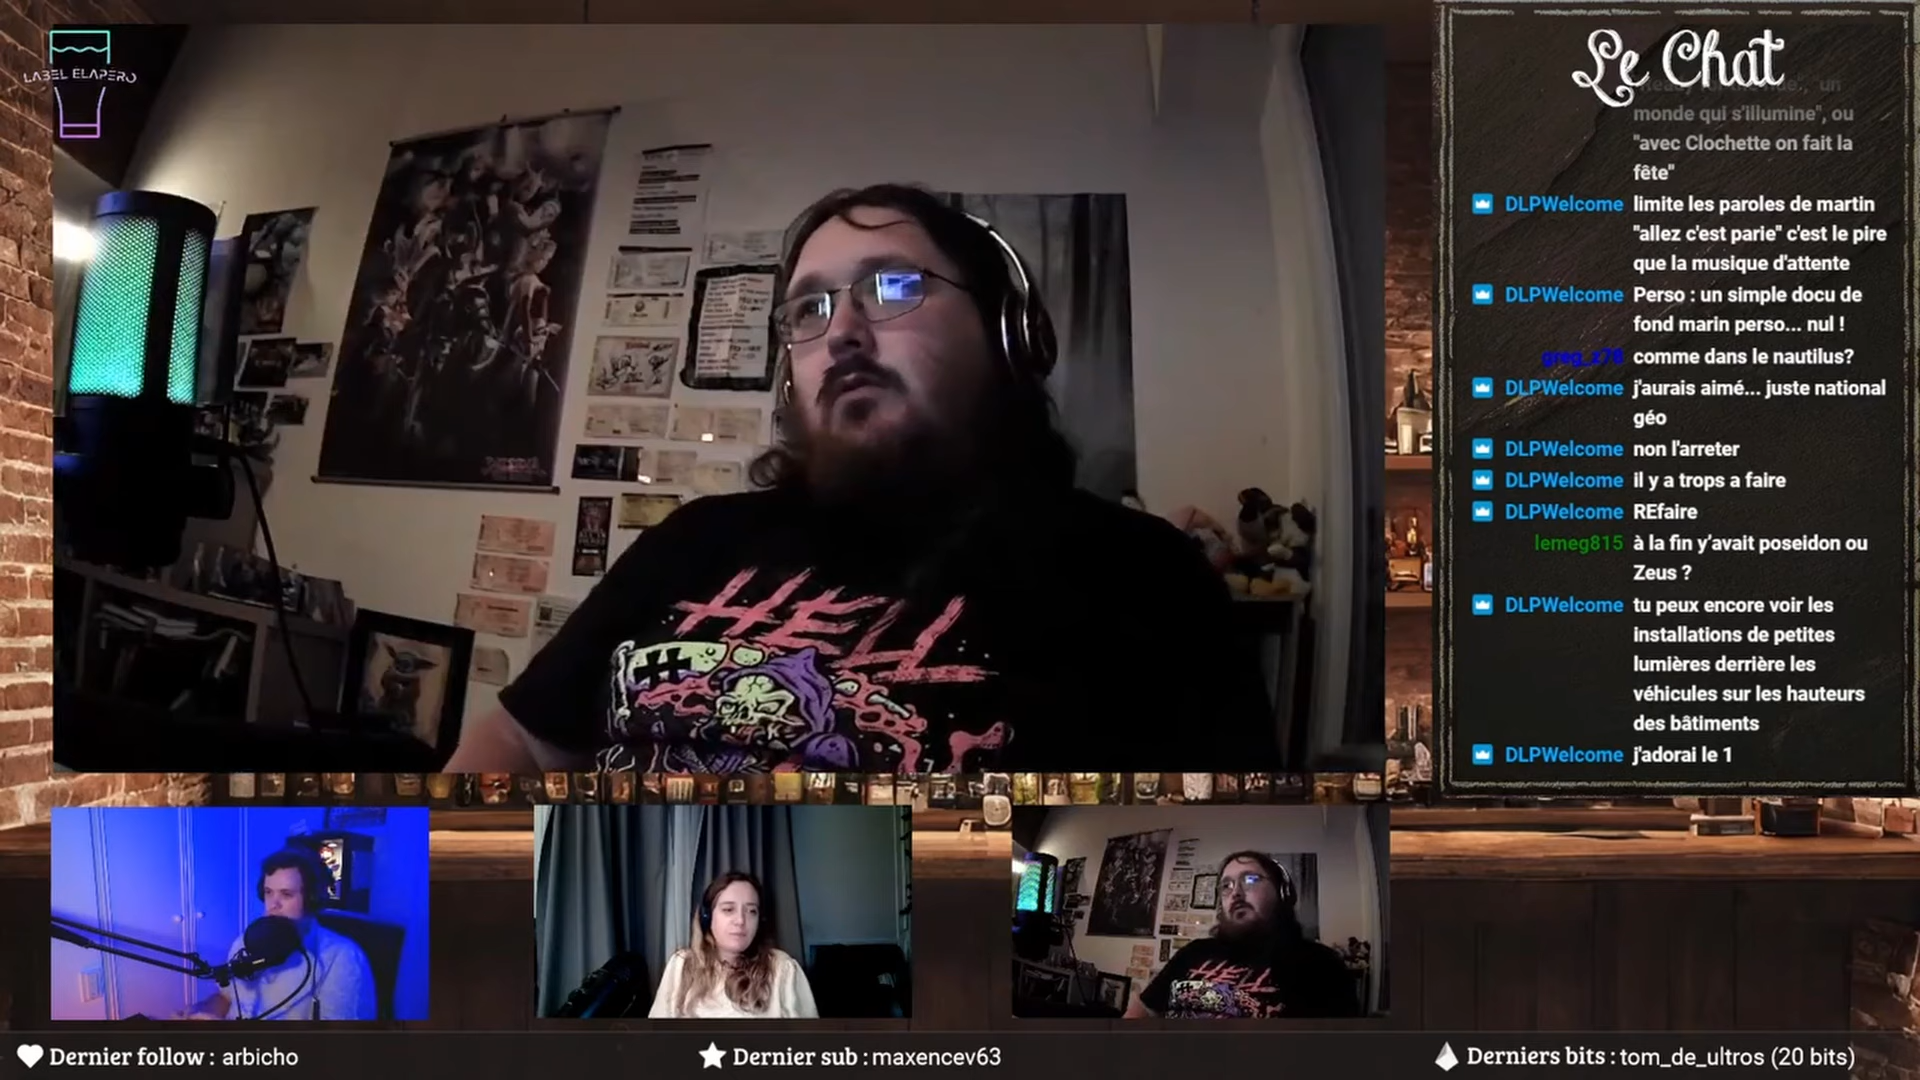 LABEL ELAPÉRO
HELL
Le Chat
monde qui s'illumine", ou
"avec Clochette on fait la
fête"
DLPWelcome limite les paroles de martin
"allez c'est parie" c'est le pire
que la musique d'attente
DLPWelcome Perso : un simple docu de
fond marin perso... nul !
greg_z78 comme dans le nautilus?
DLPWelcome j'aurais aimé... juste national
géo
DLPWelcome non l'arreter
DLPWelcome il y a trops a faire
DLPWelcome REfaire
lemeg815 à la fin y'avait poseidon ou
Zeus ?
DLPWelcome tu peux encore voir les
installations de petites
lumières derrière les
véhicules sur les hauteurs
des bâtiments
DLPWelcome j'adorai le 1
HELL
Dernier follow : arbicho
Dernier sub : maxencev63
Derniers bits : tom_de_ultros (20 bits)